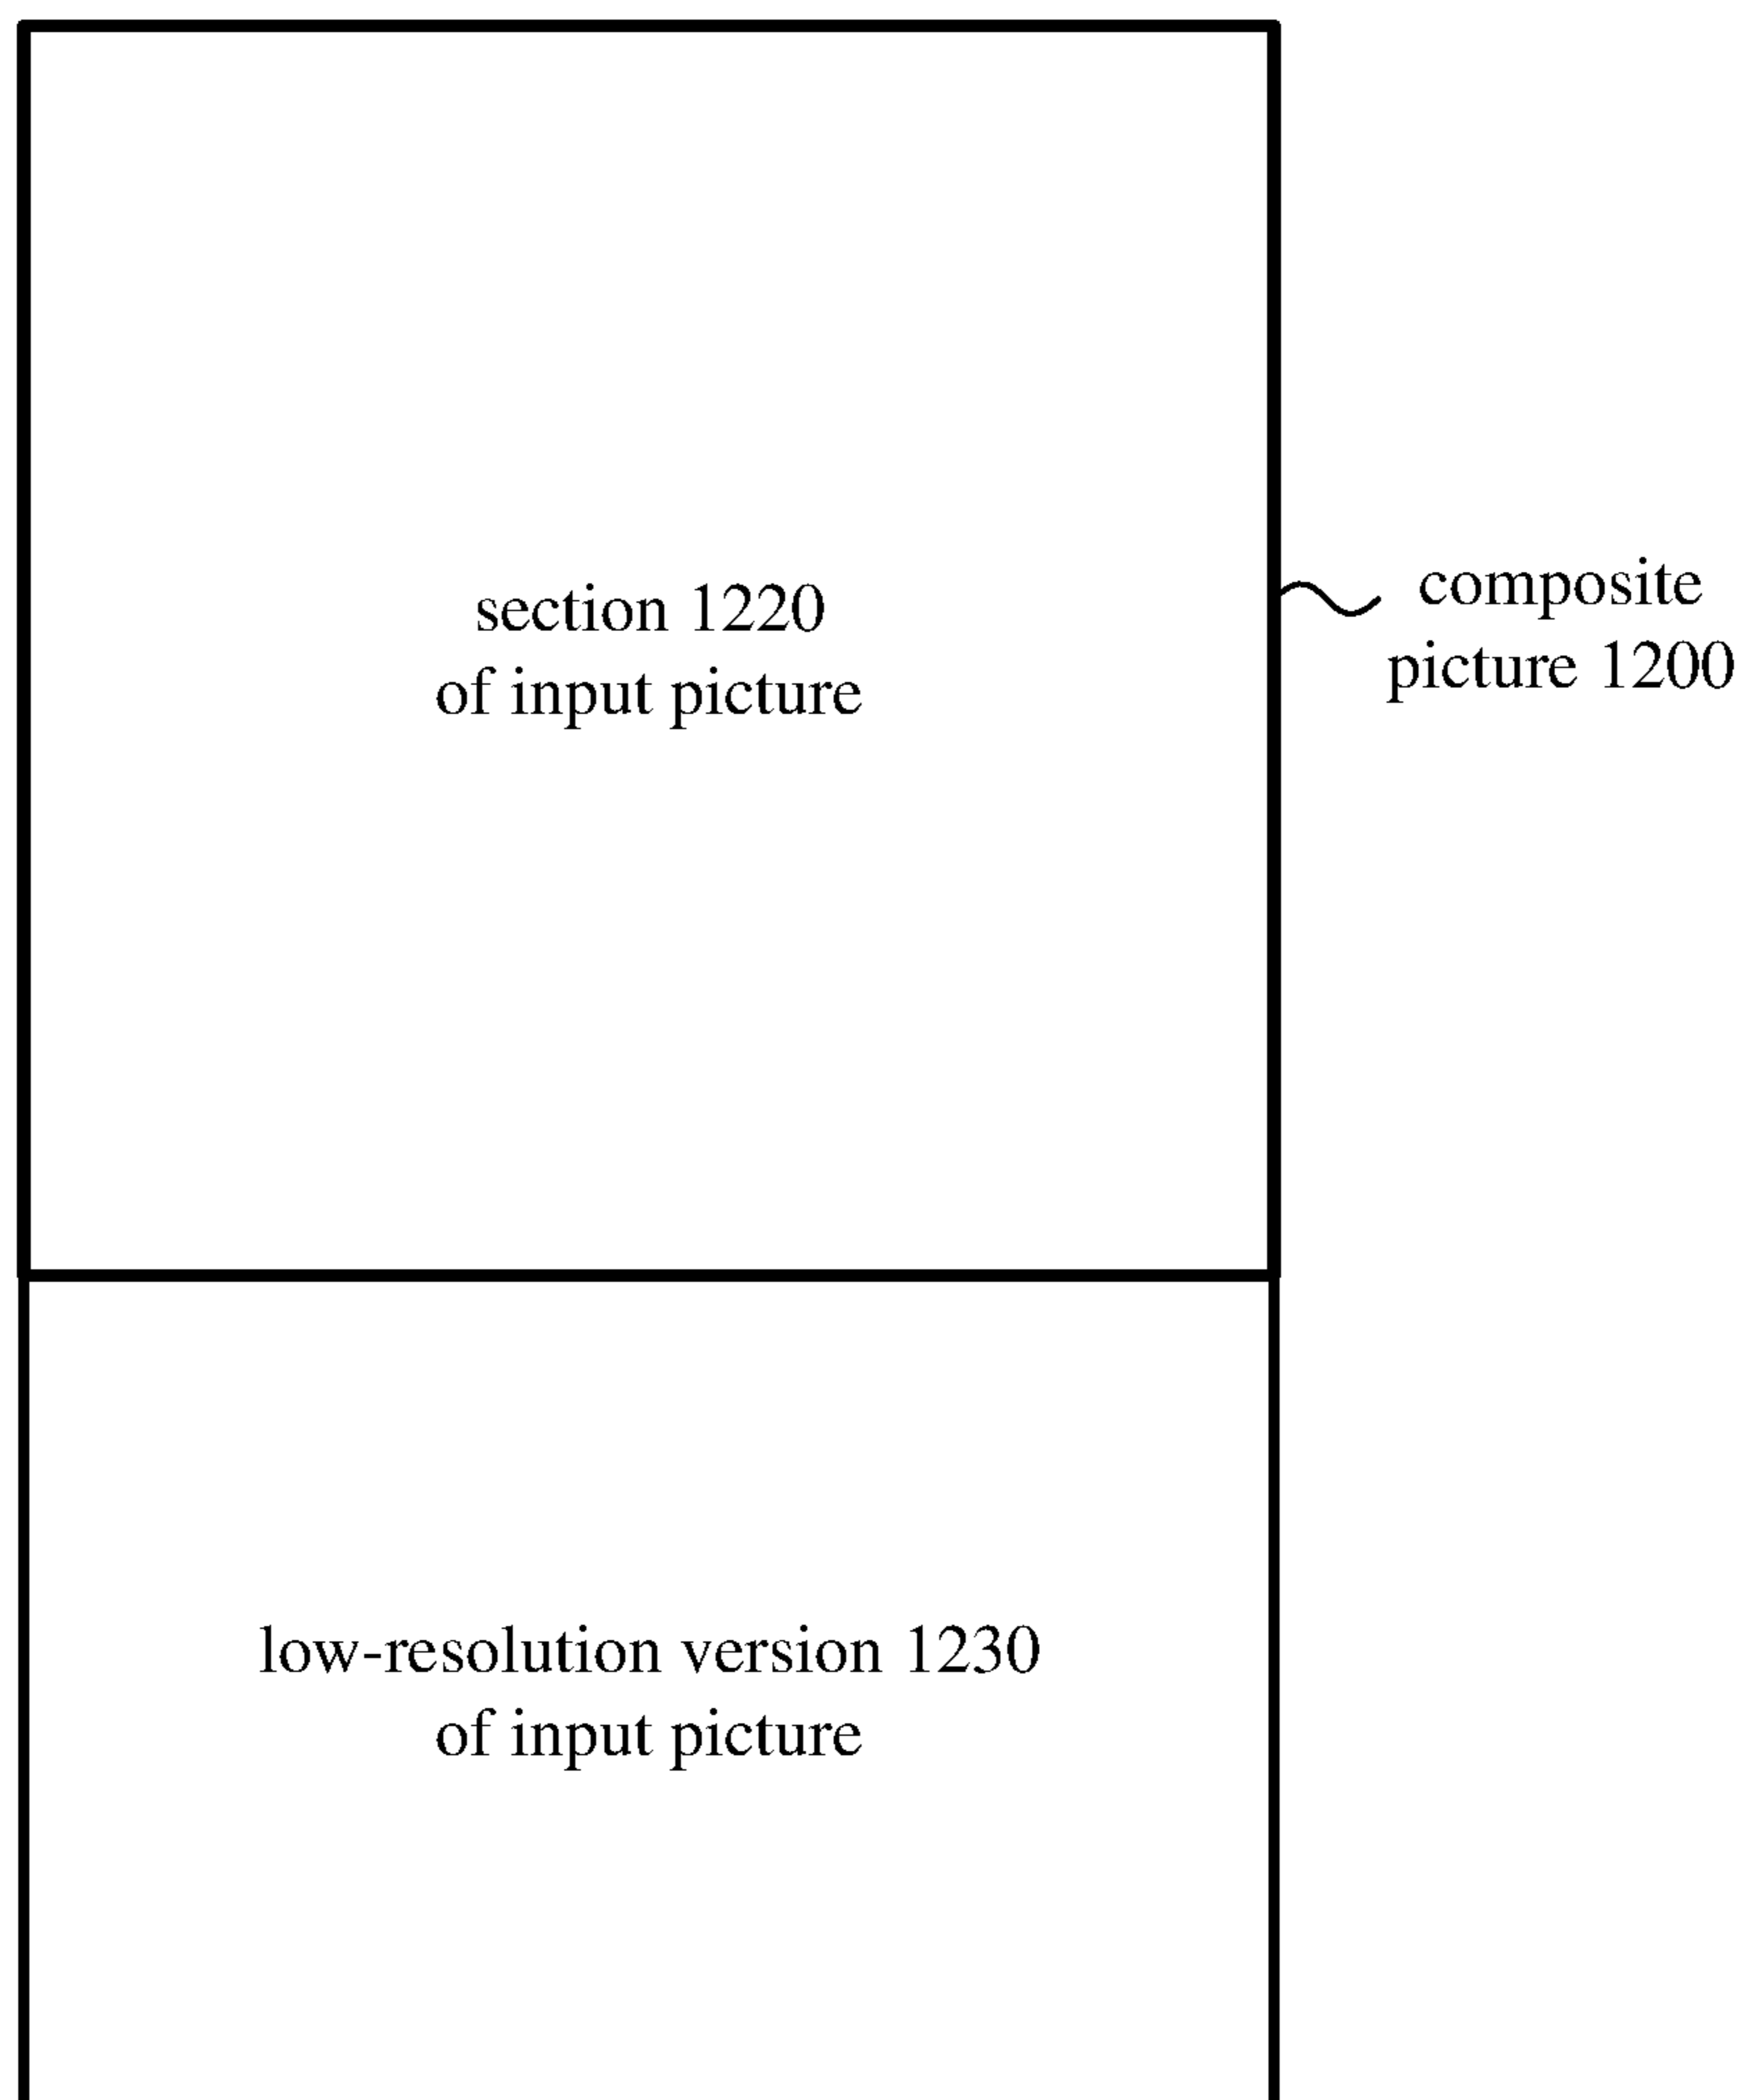 section 1220
of input picture
composite
picture 1200
low-resolution version 1230
of input picture